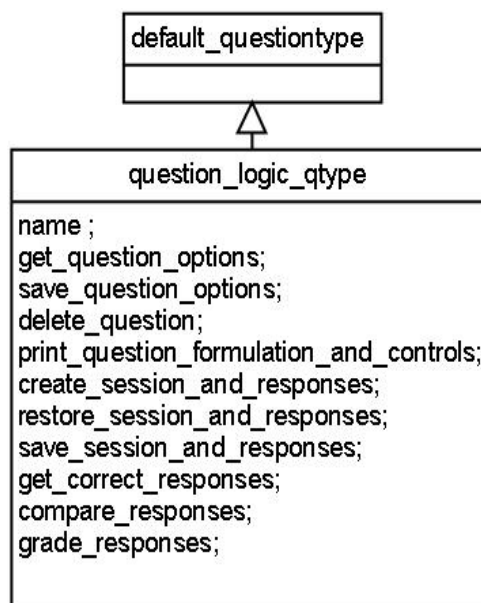 default_questiontype
question_logic_qtype
name ;
get_question_options;
save_question_options;
delete_question;
print_question_formulation_and_controls;
create_session_and_responses;
restore_session_and_responses;
save_session_and_responses;
get_correct_responses;
compare_responses;
grade_responses;